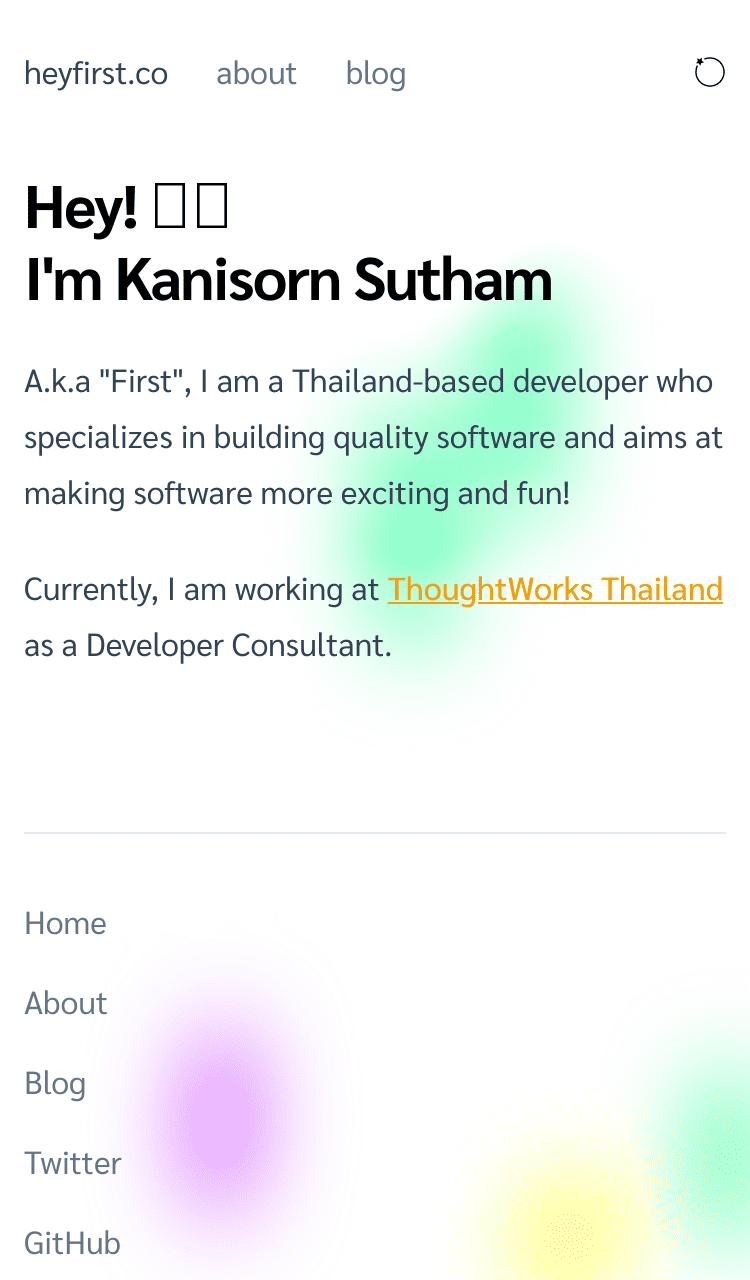 heyfirst.co about blog
Hey!
I'm Kanisorn Sutham
A.k.a "First", I am a Thailand-based developer who
specializes in building quality software and aims at
making software more exciting and fun!
Currently, I am working at ThoughtWorks Thailand
as a Developer Consultant.
Home
About
Blog
Twitter
GitHub